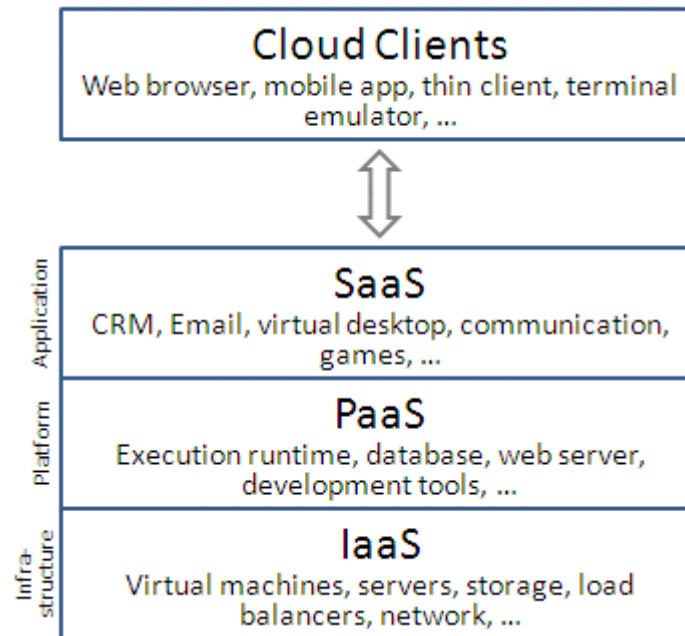 Cloud Clients
Web browser, mobile app, thin client, terminal
emulator, ...
Application
SaaS
CRM, Email, virtual desktop, communication,
games, ...
Platform
PaaS
Execution runtime, database, web server,
development tools, ...
Infra-
structure
IaaS
Virtual machines, servers, storage, load
balancers, network, ...